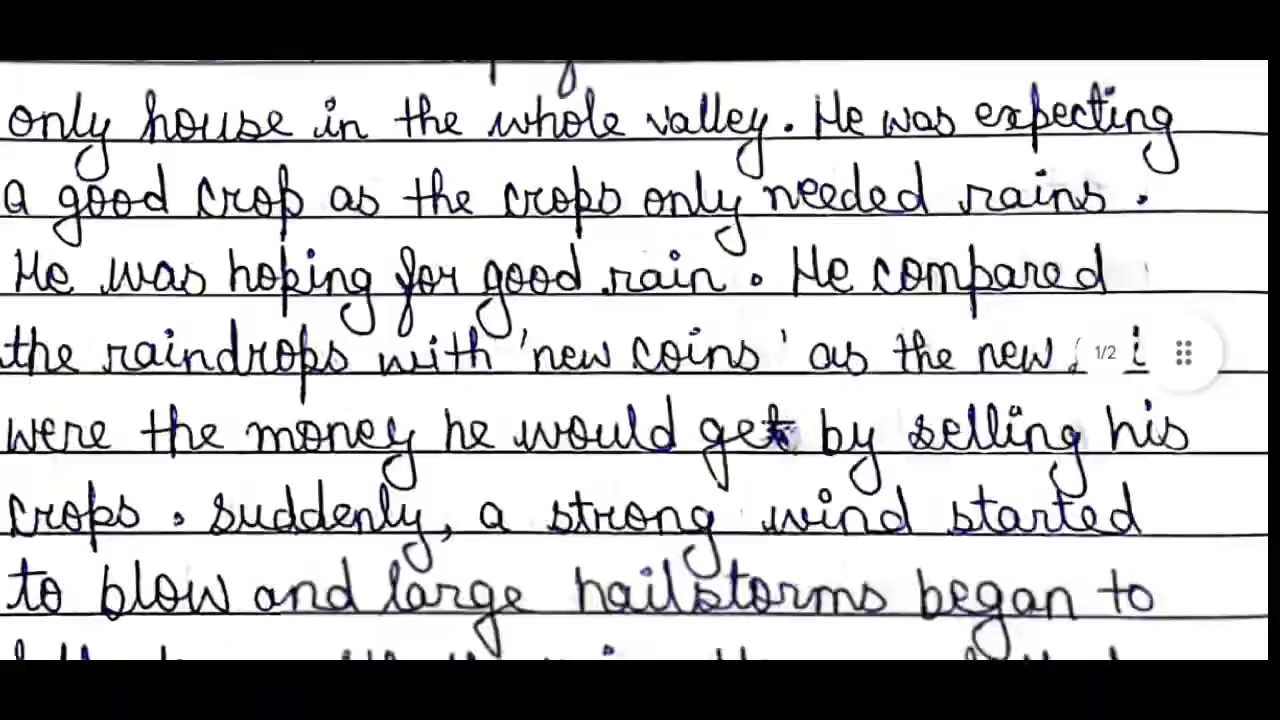 only house in the whole valley. He was expecting
a good crop as the crops only needed rains.
He was hoping for good rain. He compared
the raindrops with 'new coins' as the new
1/2
were the money he would get by selling his
crops. Suddenly, a strong wind started
to blow and large hailstorms began to